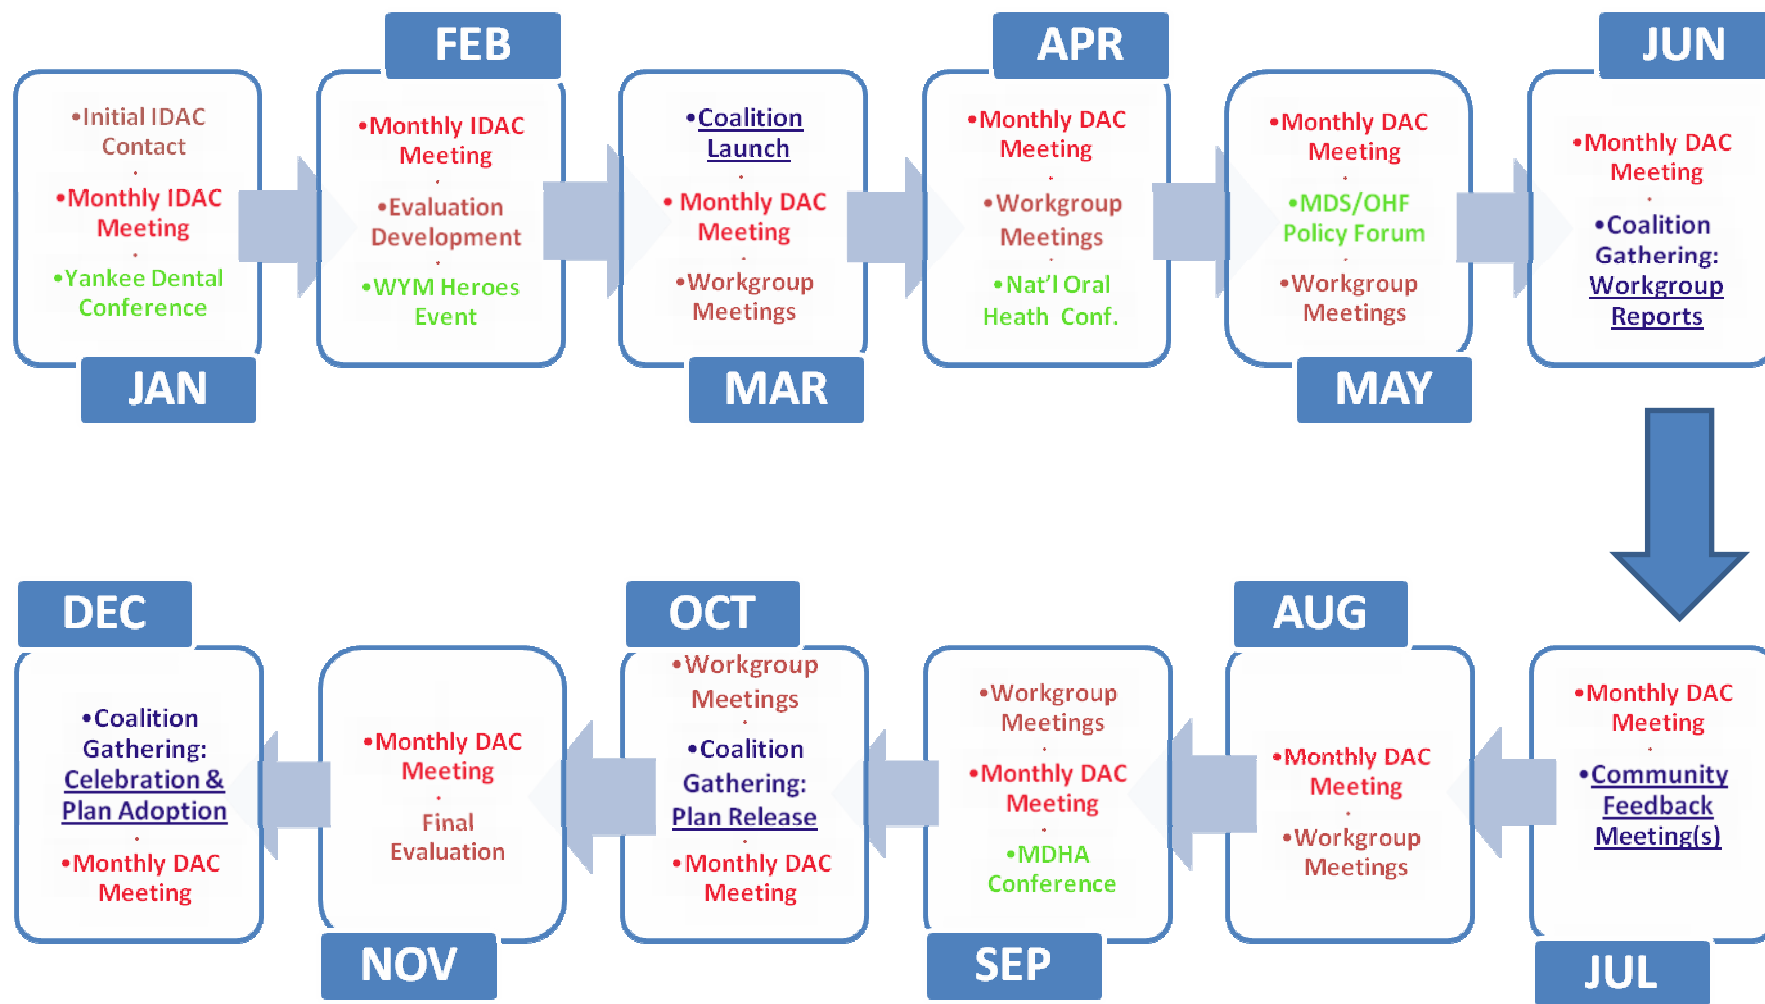 JAN
•Initial IDAC
Contact
•Monthly IDAC
Meeting
•Yankee Dental
Conference
FEB
•Monthly IDAC
Meeting
•Evaluation
Development
•WYM Heroes
Event
MAR
•Coalition
Launch
• Monthly DAC
Meeting
•Workgroup
Meetings
APR
•Monthly DAC
Meeting
•Workgroup
Meetings
•Nat'l Oral
Heath Conf.
MAY
•Monthly DAC
Meeting
•MDS/OHF
Policy Forum
•Workgroup
Meetings
JUN
•Monthly DAC
Meeting
•Coalition
Gathering:
Workgroup
Reports
JUL
•Monthly DAC
Meeting
•Community
Feedback
Meeting(s)
AUG
•Monthly DAC
Meeting
•Workgroup
Meetings
SEP
•Workgroup
Meetings
•Monthly DAC
Meeting
•MDHA
Conference
OCT
•Workgroup
Meetings
•Coalition
Gathering:
Plan Release
•Monthly DAC
Meeting
NOV
•Monthly DAC
Meeting
•Final
Evaluation
DEC
•Coalition
Gathering:
Celebration &
Plan Adoption
•Monthly DAC
Meeting